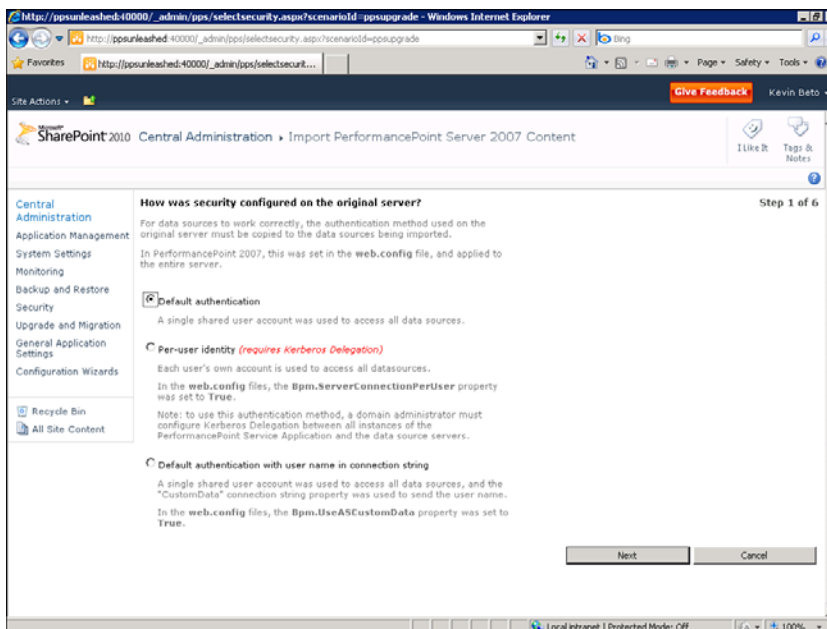 http://ppsunleashed:40000/_admin/pps/selectsecurity.aspx?scenarioId=ppsupgrade - Windows Internet Explorer
http://ppsunleashed:40000/_admin/pps/selectsecurity.aspx?scenarioId=ppsupgrade
Bing
Favorites
http://ppsunleashed:40000/_admin/pps/selectsecurit...
Page
Safety
Tools
Site Actions
Give Feedback
Kevin Beto
Microsoft
SharePoint 2010
Central Administration
Import PerformancePoint Server 2007 Content
I Like It
Tags &
Notes
Central
Administration
Application Management
System Settings
Monitoring
Backup and Restore
Security
Upgrade and Migration
General Application
Settings
Configuration Wizards
Recycle Bin
All Site Content
How was security configured on the original server?
Step 1 of 6
For data sources to work correctly, the authentication method used on the
original server must be copied to the data sources being imported.
In PerformancePoint 2007, this was set in the web.config file, and applied to
the entire server.
Default authentication
A single shared user account was used to access all data sources.
Per-user identity (requires Kerberos Delegation)
Each user's own account is used to access all datasources.
In the web.config files, the Bpm.ServerConnectionPerUser property
was set to True.
Note: to use this authentication method, a domain administrator must
configure Kerberos Delegation between all instances of the
PerformancePoint Service Application and the data source servers.
Default authentication with user name in connection string
A single shared user account was used to access all data sources, and the
"CustomData" connection string property was used to send the user name.
In the web.config files, the Bpm.UseASCustomData property was set to
True.
Next
Cancel
Local intranet | Protected Mode: Off
100%